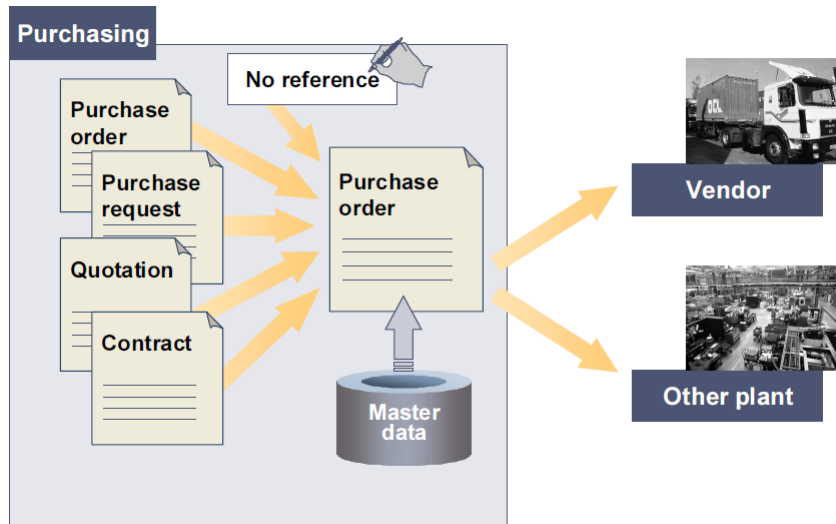 Purchasing
No reference
Purchase
order
Purchase
request
Quotation
Contract
Purchase
order
Master
data
Vendor
Other plant